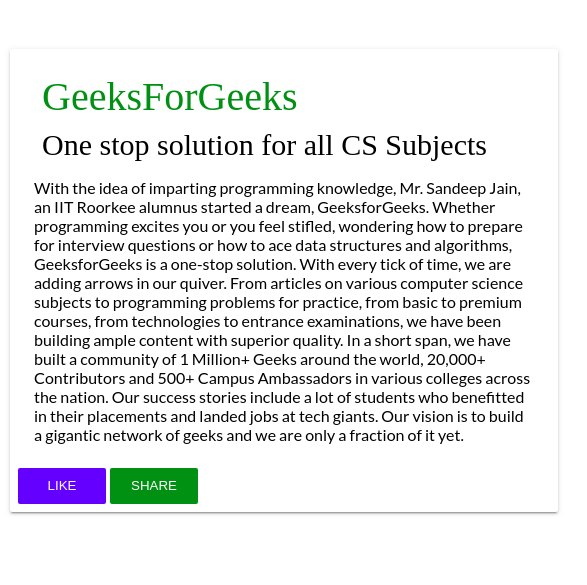 GeeksForGeeks
One stop solution for all CS Subjects
With the idea of imparting programming knowledge, Mr. Sandeep Jain,
an IIT Roorkee alumnus started a dream, GeeksforGeeks. Whether
programming excites you or you feel stifled, wondering how to prepare
for interview questions or how to ace data structures and algorithms,
GeeksforGeeks is a one-stop solution. With every tick of time, we are
adding arrows in our quiver. From articles on various computer science
subjects to programming problems for practice, from basic to premium
courses, from technologies to entrance examinations, we have been
building ample content with superior quality. In a short span, we have
built a community of 1 Million+ Geeks around the world, 20,000+
Contributors and 500+ Campus Ambassadors in various colleges across
the nation. Our success stories include a lot of students who benefitted
in their placements and landed jobs at tech giants. Our vision is to build
a gigantic network of geeks and we are only a fraction of it yet.
LIKE SHARE